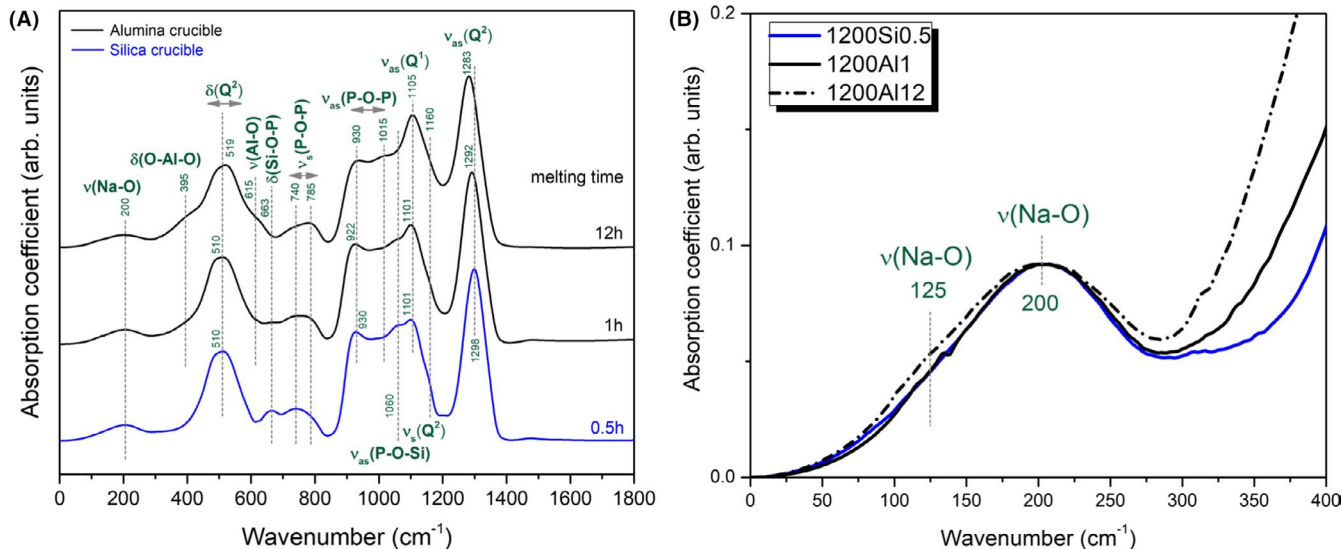 (A)
Alumina crucible
Silica crucible
νas(Q2)
1283
νas(Q1)
1105
1160
νas(P-O-P)
930
1015
δ(Q2)
519
ν(Al-O)
615
δ(Si-O-P)
663
νs(P-O-P)
740
785
δ(O-Al-O)
395
ν(Na-O)
200
melting time
12h
1292
922
1101
510
1h
1298
930
1101
510
1060
νs(Q2)
νas(P-O-Si)
0.5h
Absorption coefficient (arb. units)
0 200 400 600 800 1000 1200 1400 1600 1800
Wavenumber (cm-1)
(B)
1200Si0.5
1200Al1
1200Al12
ν(Na-O)
200
ν(Na-O)
125
0.2
0.1
0.0
Absorption coefficient (arb. units)
0 50 100 150 200 250 300 350 400
Wavenumber (cm-1)